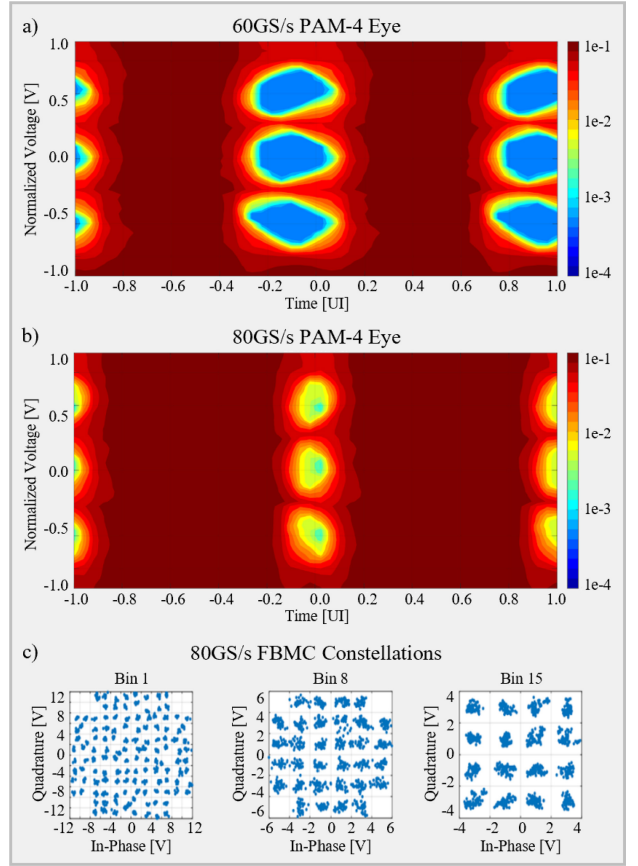 a) 60GS/s PAM-4 Eye
Normalized Voltage [V]
1.0
0.5
0.0
-0.5
-1.0
-1.0 -0.8 -0.6 -0.4 -0.2 0.0 0.2 0.4 0.6 0.8 1.0
Time [UI]
1e-1
1e-2
1e-3
1e-4
b) 80GS/s PAM-4 Eye
Normalized Voltage [V]
1.0
0.5
0.0
-0.5
-1.0
-1.0 -0.8 -0.6 -0.4 -0.2 0.0 0.2 0.4 0.6 0.8 1.0
Time [UI]
1e-1
1e-2
1e-3
1e-4
c) 80GS/s FBMC Constellations
Bin 1
Quadrature [V]
14
12
8
4
0
-4
-8
-12
-14
-12 -8 -4 0 4 8 12
In-Phase [V]
Bin 8
Quadrature [V]
6
4
2
0
-2
-4
-6
-6 -4 -2 0 2 4 6
In-Phase [V]
Bin 15
Quadrature [V]
4
2
0
-2
-4
-4 -2 0 2 4
In-Phase [V]